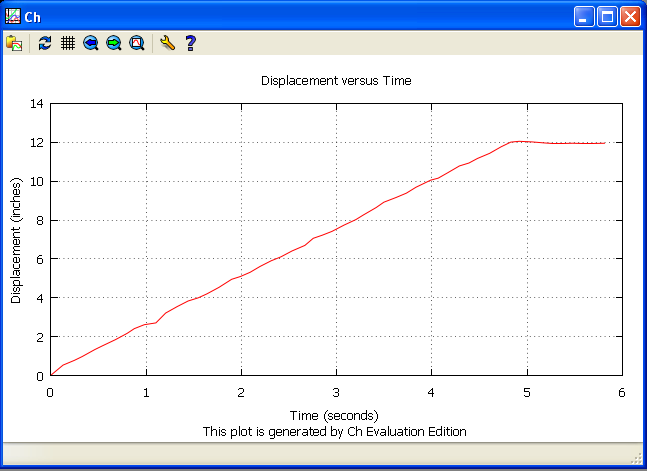 Ch
Displacement versus Time
14
12
10
8
6
4
2
0
Displacement (inches)
0 1 2 3 4 5 6
Time (seconds)
This plot is generated by Ch Evaluation Edition